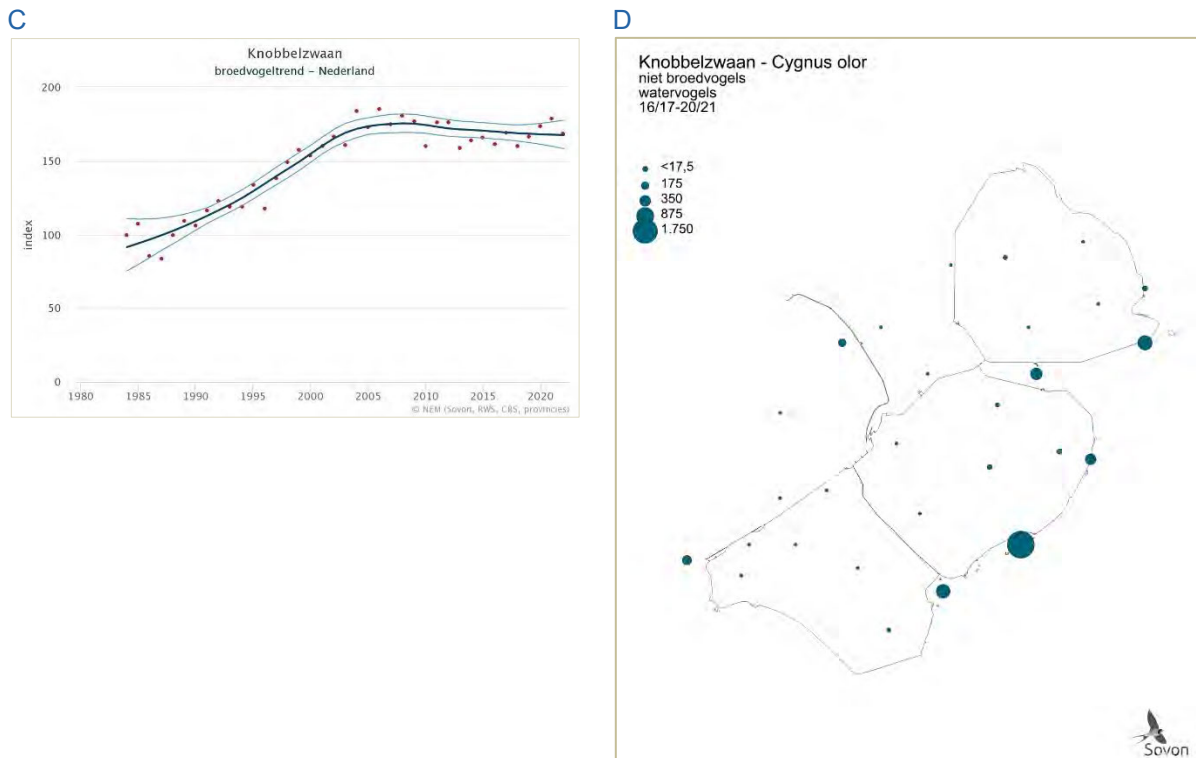 C
Knobbelzwaan
broedvogeltrend – Nederland
200
150
100
50
0
index
1980 1985 1990 1995 2000 2005 2010 2015 2020
© NEM (Sovon, RWS, CBS, provincies)
D
Knobbelzwaan - Cygnus olor
niet broedvogels
watervogels
16/17-20/21
<17,5
175
350
875
1.750
Sovon